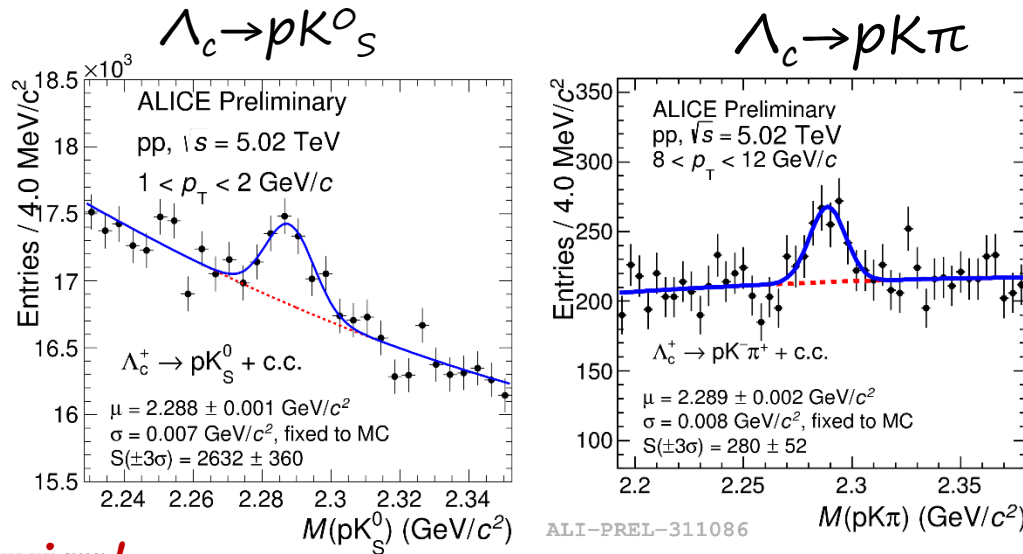 Λc→pK⁰S
Λc→pKπ
×10³
Entries / 4.0 MeV/c²
18.5
18
17.5
17
16.5
16
15.5
ALICE Preliminary
pp, √s = 5.02 TeV
1 < pT < 2 GeV/c
Λc⁺ → pK⁰S + c.c.
μ = 2.288 ± 0.001 GeV/c²
σ = 0.007 GeV/c², fixed to MC
S(±3σ) = 2632 ± 360
2.24 2.26 2.28 2.3 2.32 2.34
M(pK⁰S) (GeV/c²)
Entries / 4.0 MeV/c²
350
300
250
200
150
100
ALICE Preliminary
pp, √s = 5.02 TeV
8 < pT < 12 GeV/c
Λc⁺ → pK⁻π⁺ + c.c.
μ = 2.289 ± 0.002 GeV/c²
σ = 0.008 GeV/c², fixed to MC
S(±3σ) = 280 ± 52
2.2 2.25 2.3 2.35
M(pKπ) (GeV/c²)
ALI-PREL-311086